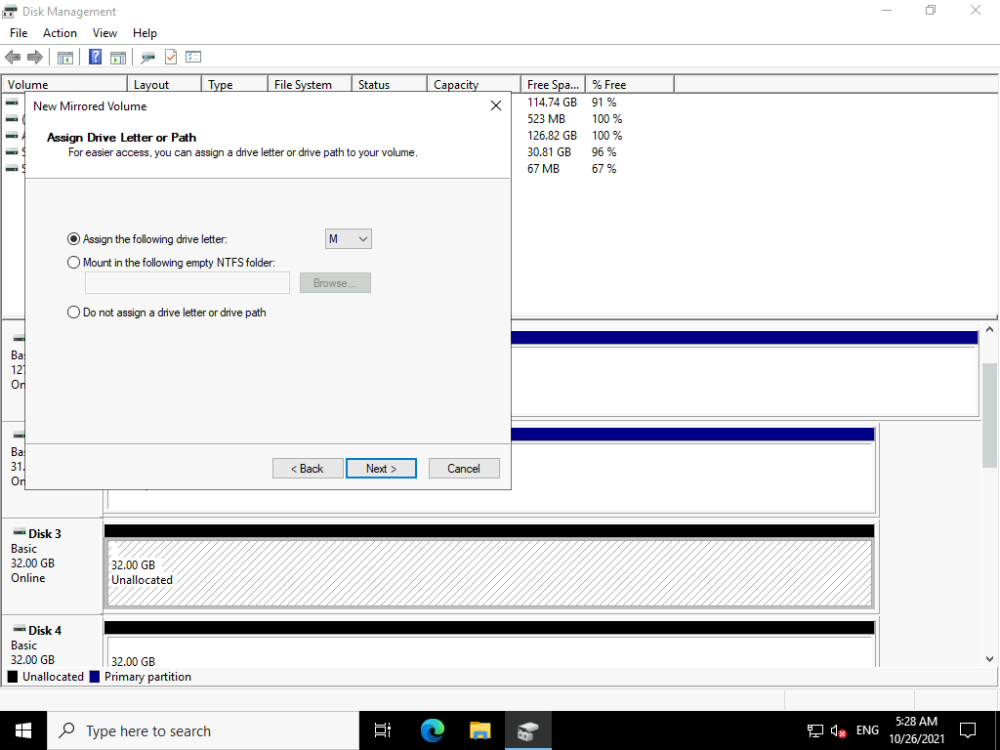 Disk Management
File Action View Help
Volume Layout Type File System Status Capacity Free Spa... % Free
114.74 GB 91 %
523 MB 100 %
126.82 GB 100 %
30.81 GB 96 %
67 MB 67 %
New Mirrored Volume
Assign Drive Letter or Path
For easier access, you can assign a drive letter or drive path to your volume.
Assign the following drive letter: M
Mount in the following empty NTFS folder:
Browse...
Do not assign a drive letter or drive path
< Back Next > Cancel
Disk 3
Basic
32.00 GB
Online
32.00 GB
Unallocated
Disk 4
Basic
32.00 GB
32.00 GB
Unallocated Primary partition
Type here to search
ENG
5:28 AM
10/26/2021